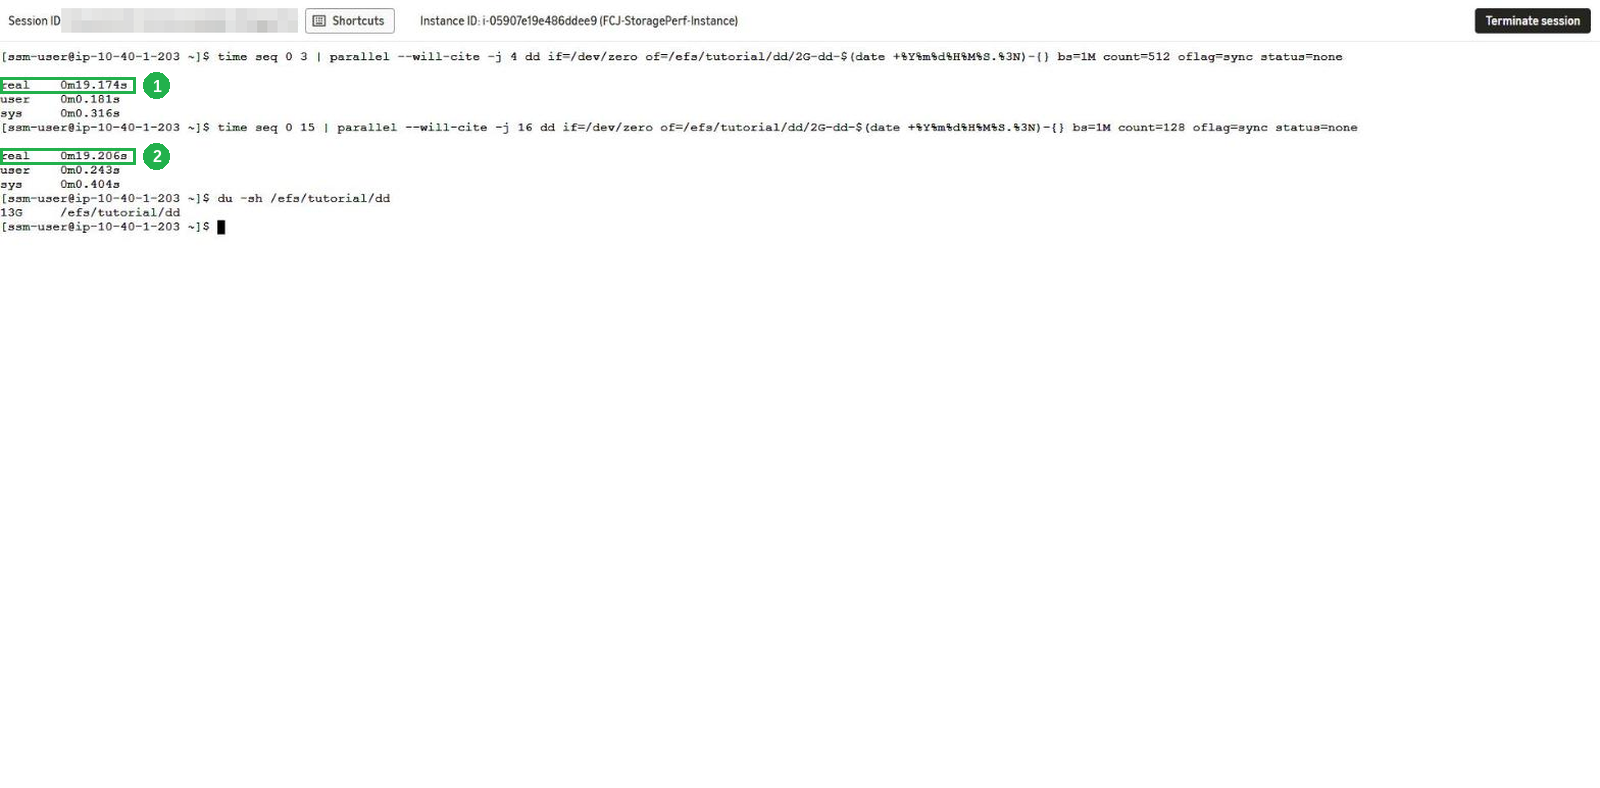 Session ID Shortcuts Instance ID: i-05907e19e486ddee9 (FCJ-StoragePerf-Instance) Terminate session
[ssm-user@ip-10-40-1-203 ~]$ time seq 0 3 | parallel --will-cite -j 4 dd if=/dev/zero of=/efs/tutorial/dd/2G-dd-$(date +%Y%m%d%H%M%S.%3N)-{} bs=1M count=512 oflag=sync status=none
real 0m19.174s 1
user 0m0.181s
sys 0m0.316s
[ssm-user@ip-10-40-1-203 ~]$ time seq 0 15 | parallel --will-cite -j 16 dd if=/dev/zero of=/efs/tutorial/dd/2G-dd-$(date +%Y%m%d%H%M%S.%3N)-{} bs=1M count=128 oflag=sync status=none
real 0m19.206s 2
user 0m0.243s
sys 0m0.404s
[ssm-user@ip-10-40-1-203 ~]$ du -sh /efs/tutorial/dd
13G /efs/tutorial/dd
[ssm-user@ip-10-40-1-203 ~]$